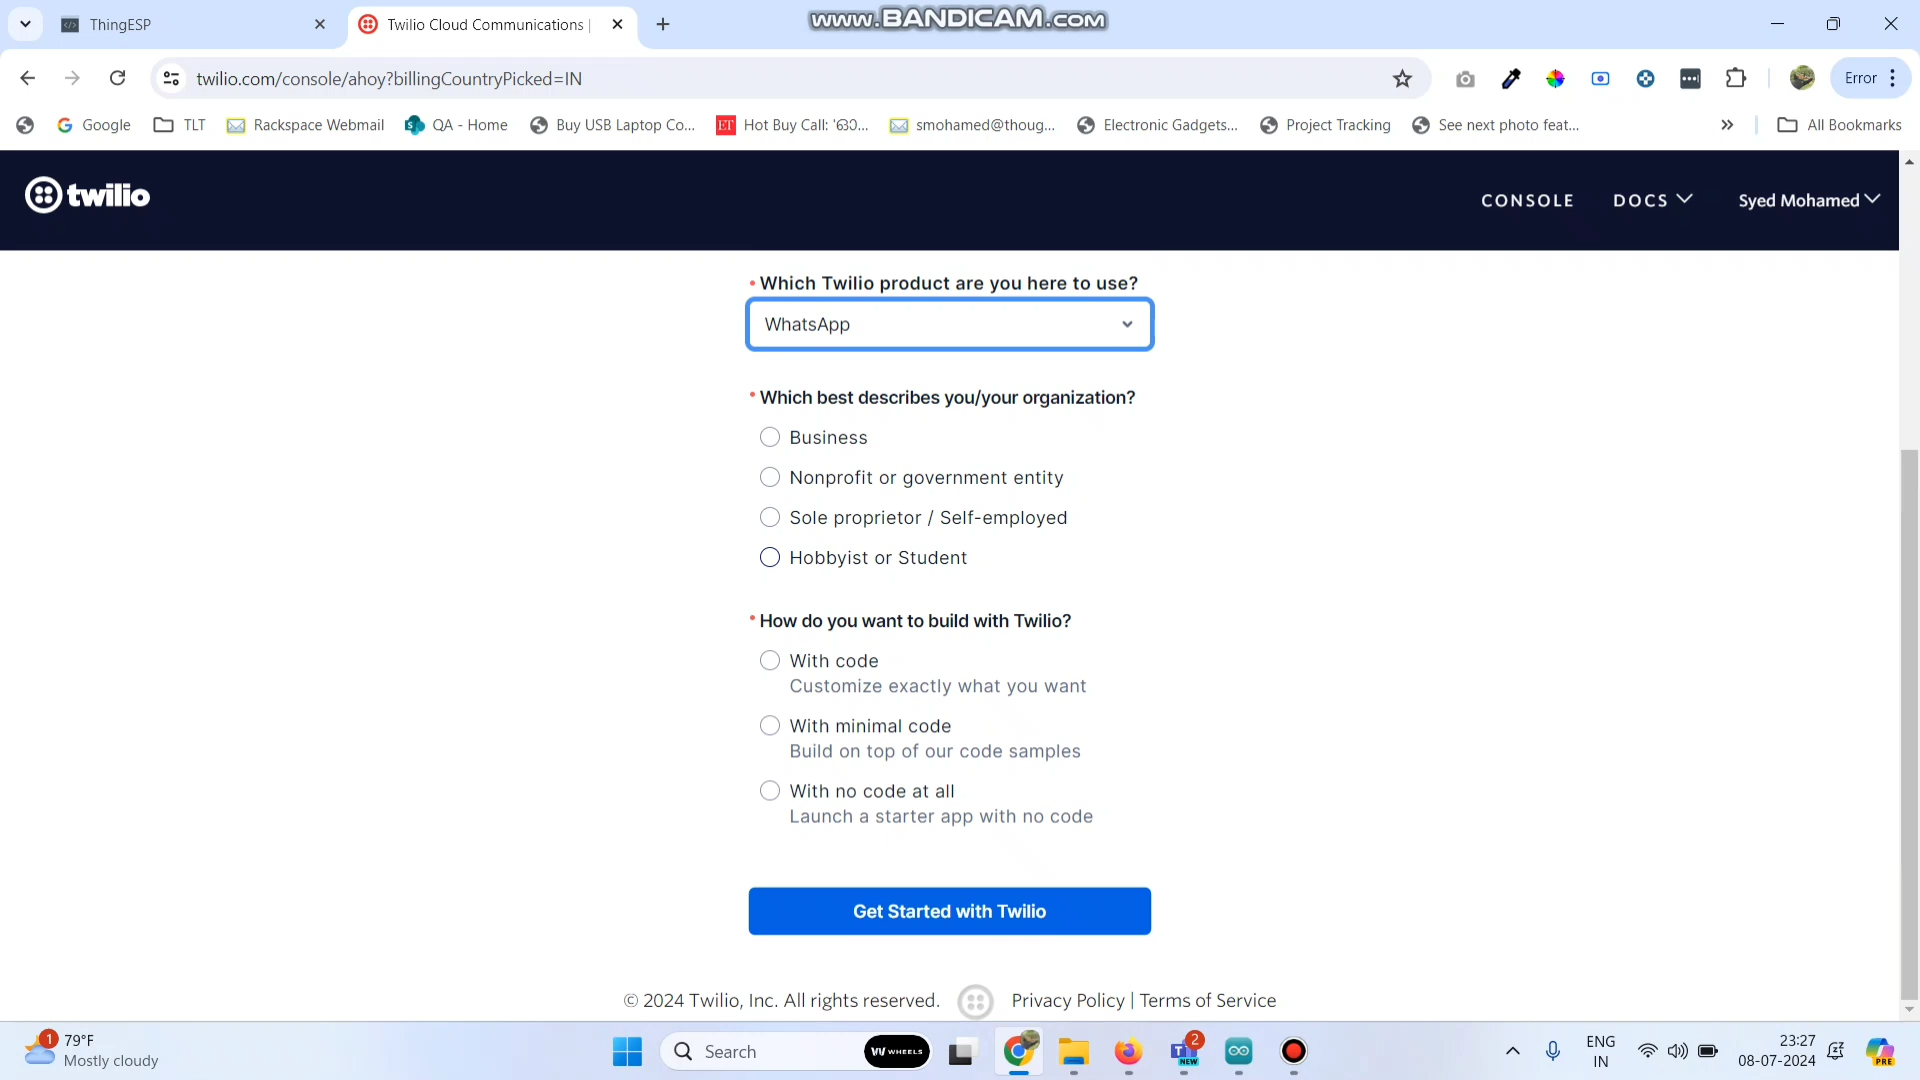 www.BANDICAM.com
ThingESP
Twilio Cloud Communications |
twilio.com/console/ahoy?billingCountryPicked=IN
Error
Google
TLT
Rackspace Webmail
QA - Home
Buy USB Laptop Co...
ET
Hot Buy Call: 'ஓ...
smohamed@thoug...
Electronic Gadgets...
Project Tracking
See next photo feat...
»
All Bookmarks
twilio
CONSOLE
DOCS
Syed Mohamed
* Which Twilio product are you here to use?
WhatsApp
* Which best describes you/your organization?
Business
Nonprofit or government entity
Sole proprietor / Self-employed
Hobbyist or Student
* How do you want to build with Twilio?
With code
Customize exactly what you want
With minimal code
Build on top of our code samples
With no code at all
Launch a starter app with no code
Get Started with Twilio
© 2024 Twilio, Inc. All rights reserved.
Privacy Policy | Terms of Service
1
79°F
Mostly cloudy
Search
WHEELS
2
NEW
ENG
IN
23:27
08-07-2024
PRE